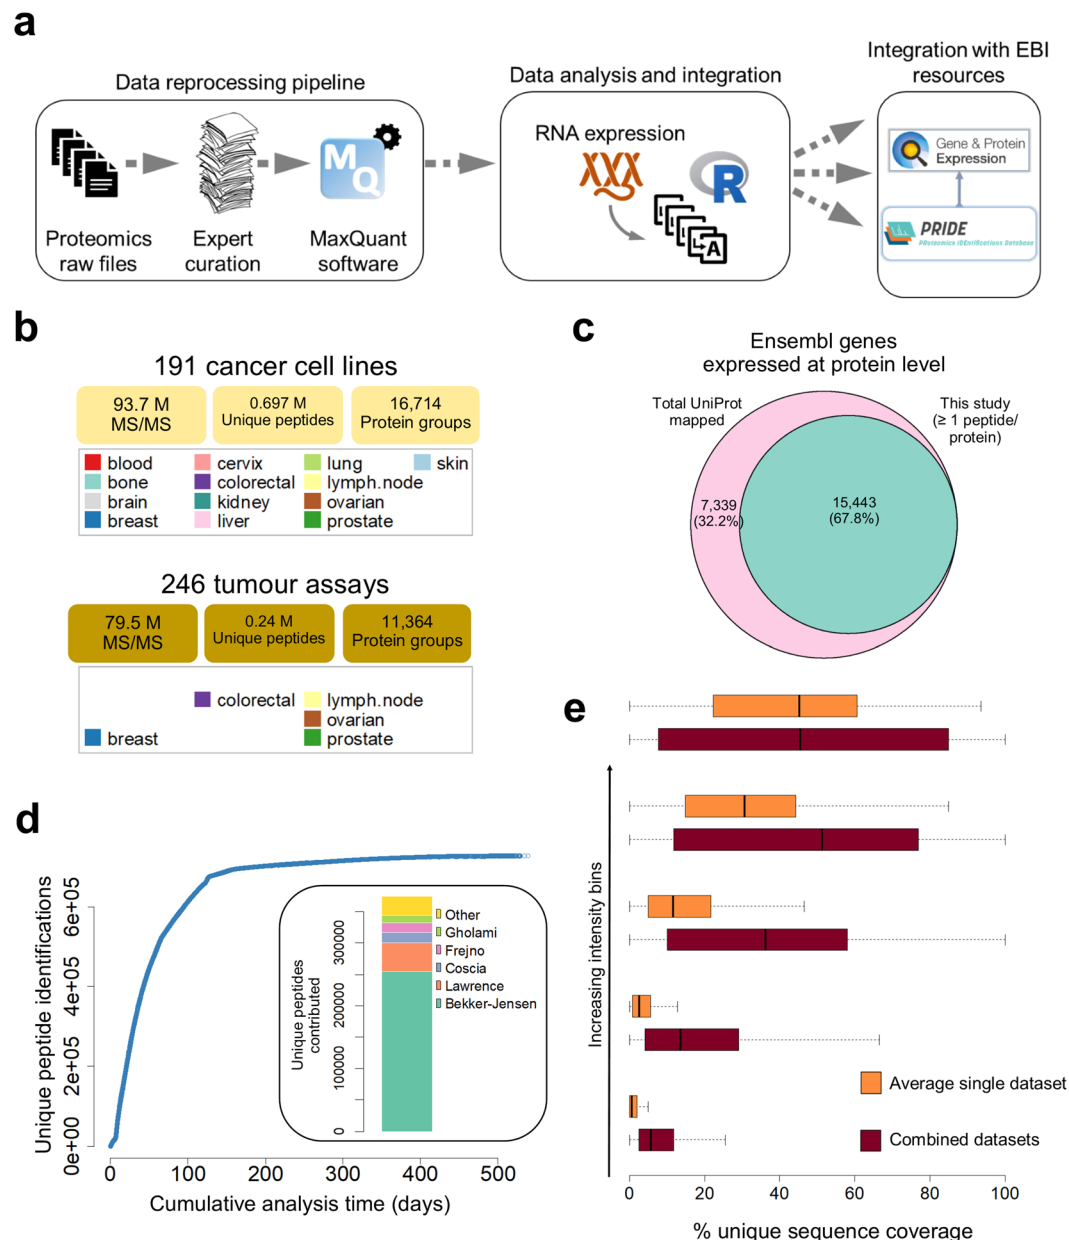 a
Data reprocessing pipeline
Data analysis and integration
Integration with EBI
resources
Proteomics
raw files
Expert
curation
M
Q
MaxQuant
software
RNA expression
R
A
Gene & Protein
Expression
PRIDE
PRoteomics IDEntifications Database
b
191 cancer cell lines
93.7 M
MS/MS
0.697 M
Unique peptides
16,714
Protein groups
blood
cervix
lung
skin
bone
colorectal
lymph.node
brain
kidney
ovarian
breast
liver
prostate
246 tumour assays
79.5 M
MS/MS
0.24 M
Unique peptides
11,364
Protein groups
colorectal
lymph.node
ovarian
breast
prostate
c
Ensembl genes
expressed at protein level
Total UniProt
mapped
This study
(≥ 1 peptide/
protein)
7,339
(32.2%)
15,443
(67.8%)
d
Unique peptide identifications
0e+00
2e+05
4e+05
6e+05
0
100
200
300
400
500
Cumulative analysis time (days)
Unique peptides
contributed
0
100000
200000
300000
Other
Gholami
Frejno
Coscia
Lawrence
Bekker-Jensen
e
Increasing intensity bins
Average single dataset
Combined datasets
0
20
40
60
80
100
% unique sequence coverage